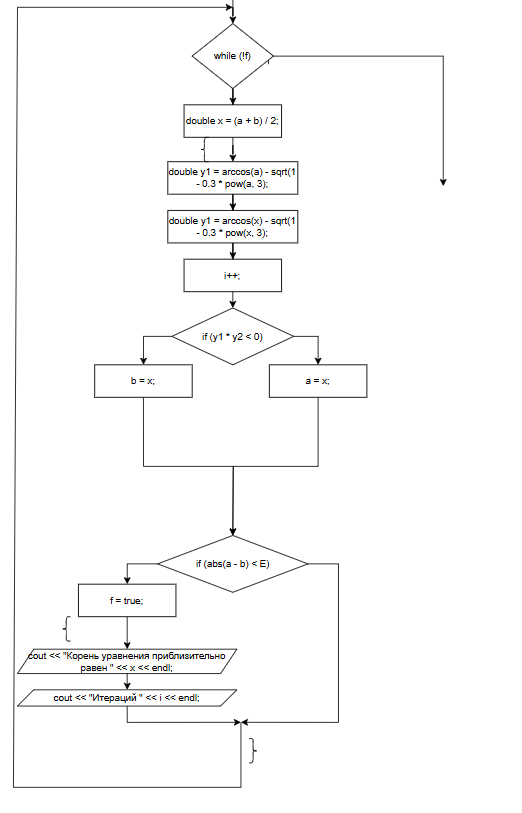 while (!f)
double x = (a + b) / 2;
double y1 = arccos(a) - sqrt(1
- 0.3 * pow(a, 3);
double y1 = arccos(x) - sqrt(1
- 0.3 * pow(x, 3);
i++;
if (y1 * y2 < 0)
b = x;
a = x;
if (abs(a - b) < E)
f = true;
cout << "Корень уравнения приблизительно
равен " << x << endl;
cout << "Итераций " << i << endl;